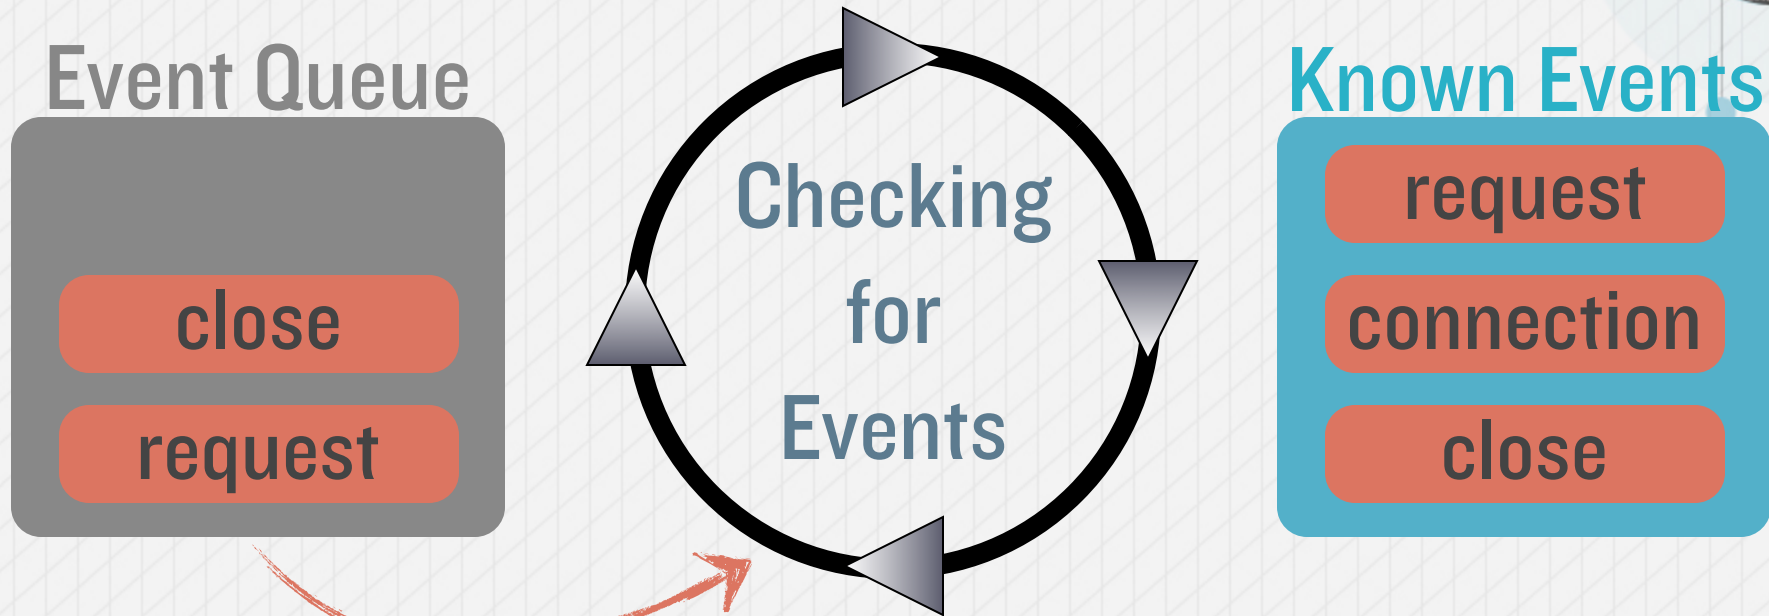 Event Queue
close
request
Checking
for
Events
Known Events
request
connection
close